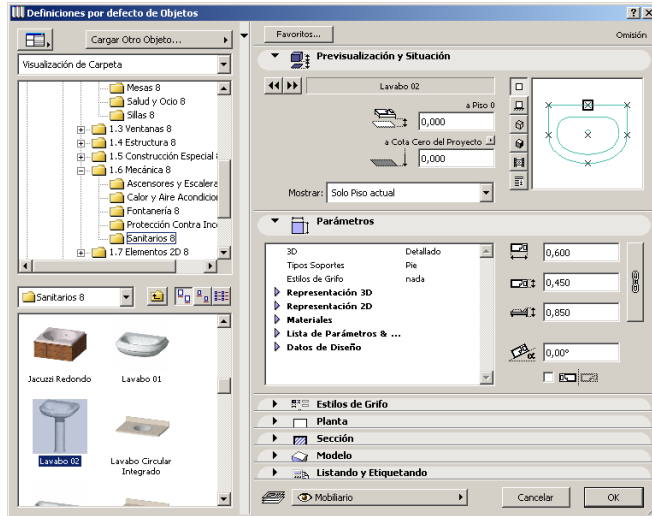 Definiciones por defecto de Objetos
Cargar Otro Objeto...
Visualización de Carpeta
Mesas 8
Salud y Ocio 8
Sillas 8
1.3 Ventanas 8
1.4 Estructura 8
1.5 Construcción Especial
1.6 Mecánica 8
Ascensores y Escalera
Calor y Aire Acondicion
Fontanería 8
Protección Contra Inc
Sanitarios 8
1.7 Elementos 2D 8
Sanitarios 8
Jacuzzi Redondo
Lavabo 01
Lavabo 02
Lavabo Circular
Integrado
Favoritos...
Omisión
Previsualización y Situación
Lavabo 02
a Piso 0
0,000
a Cota Cero del Proyecto
0,000
Mostrar:
Solo Piso actual
Parámetros
3D Detallado
Tipos Soportes Pie
Estilos de Grifo nada
Representación 3D
Representación 2D
Materiales
Lista de Parámetros & ...
Datos de Diseño
0,600
0,450
0,850
α 0,00°
Estilos de Grifo
Planta
Sección
Modelo
Listando y Etiquetando
Mobiliario
Cancelar
OK